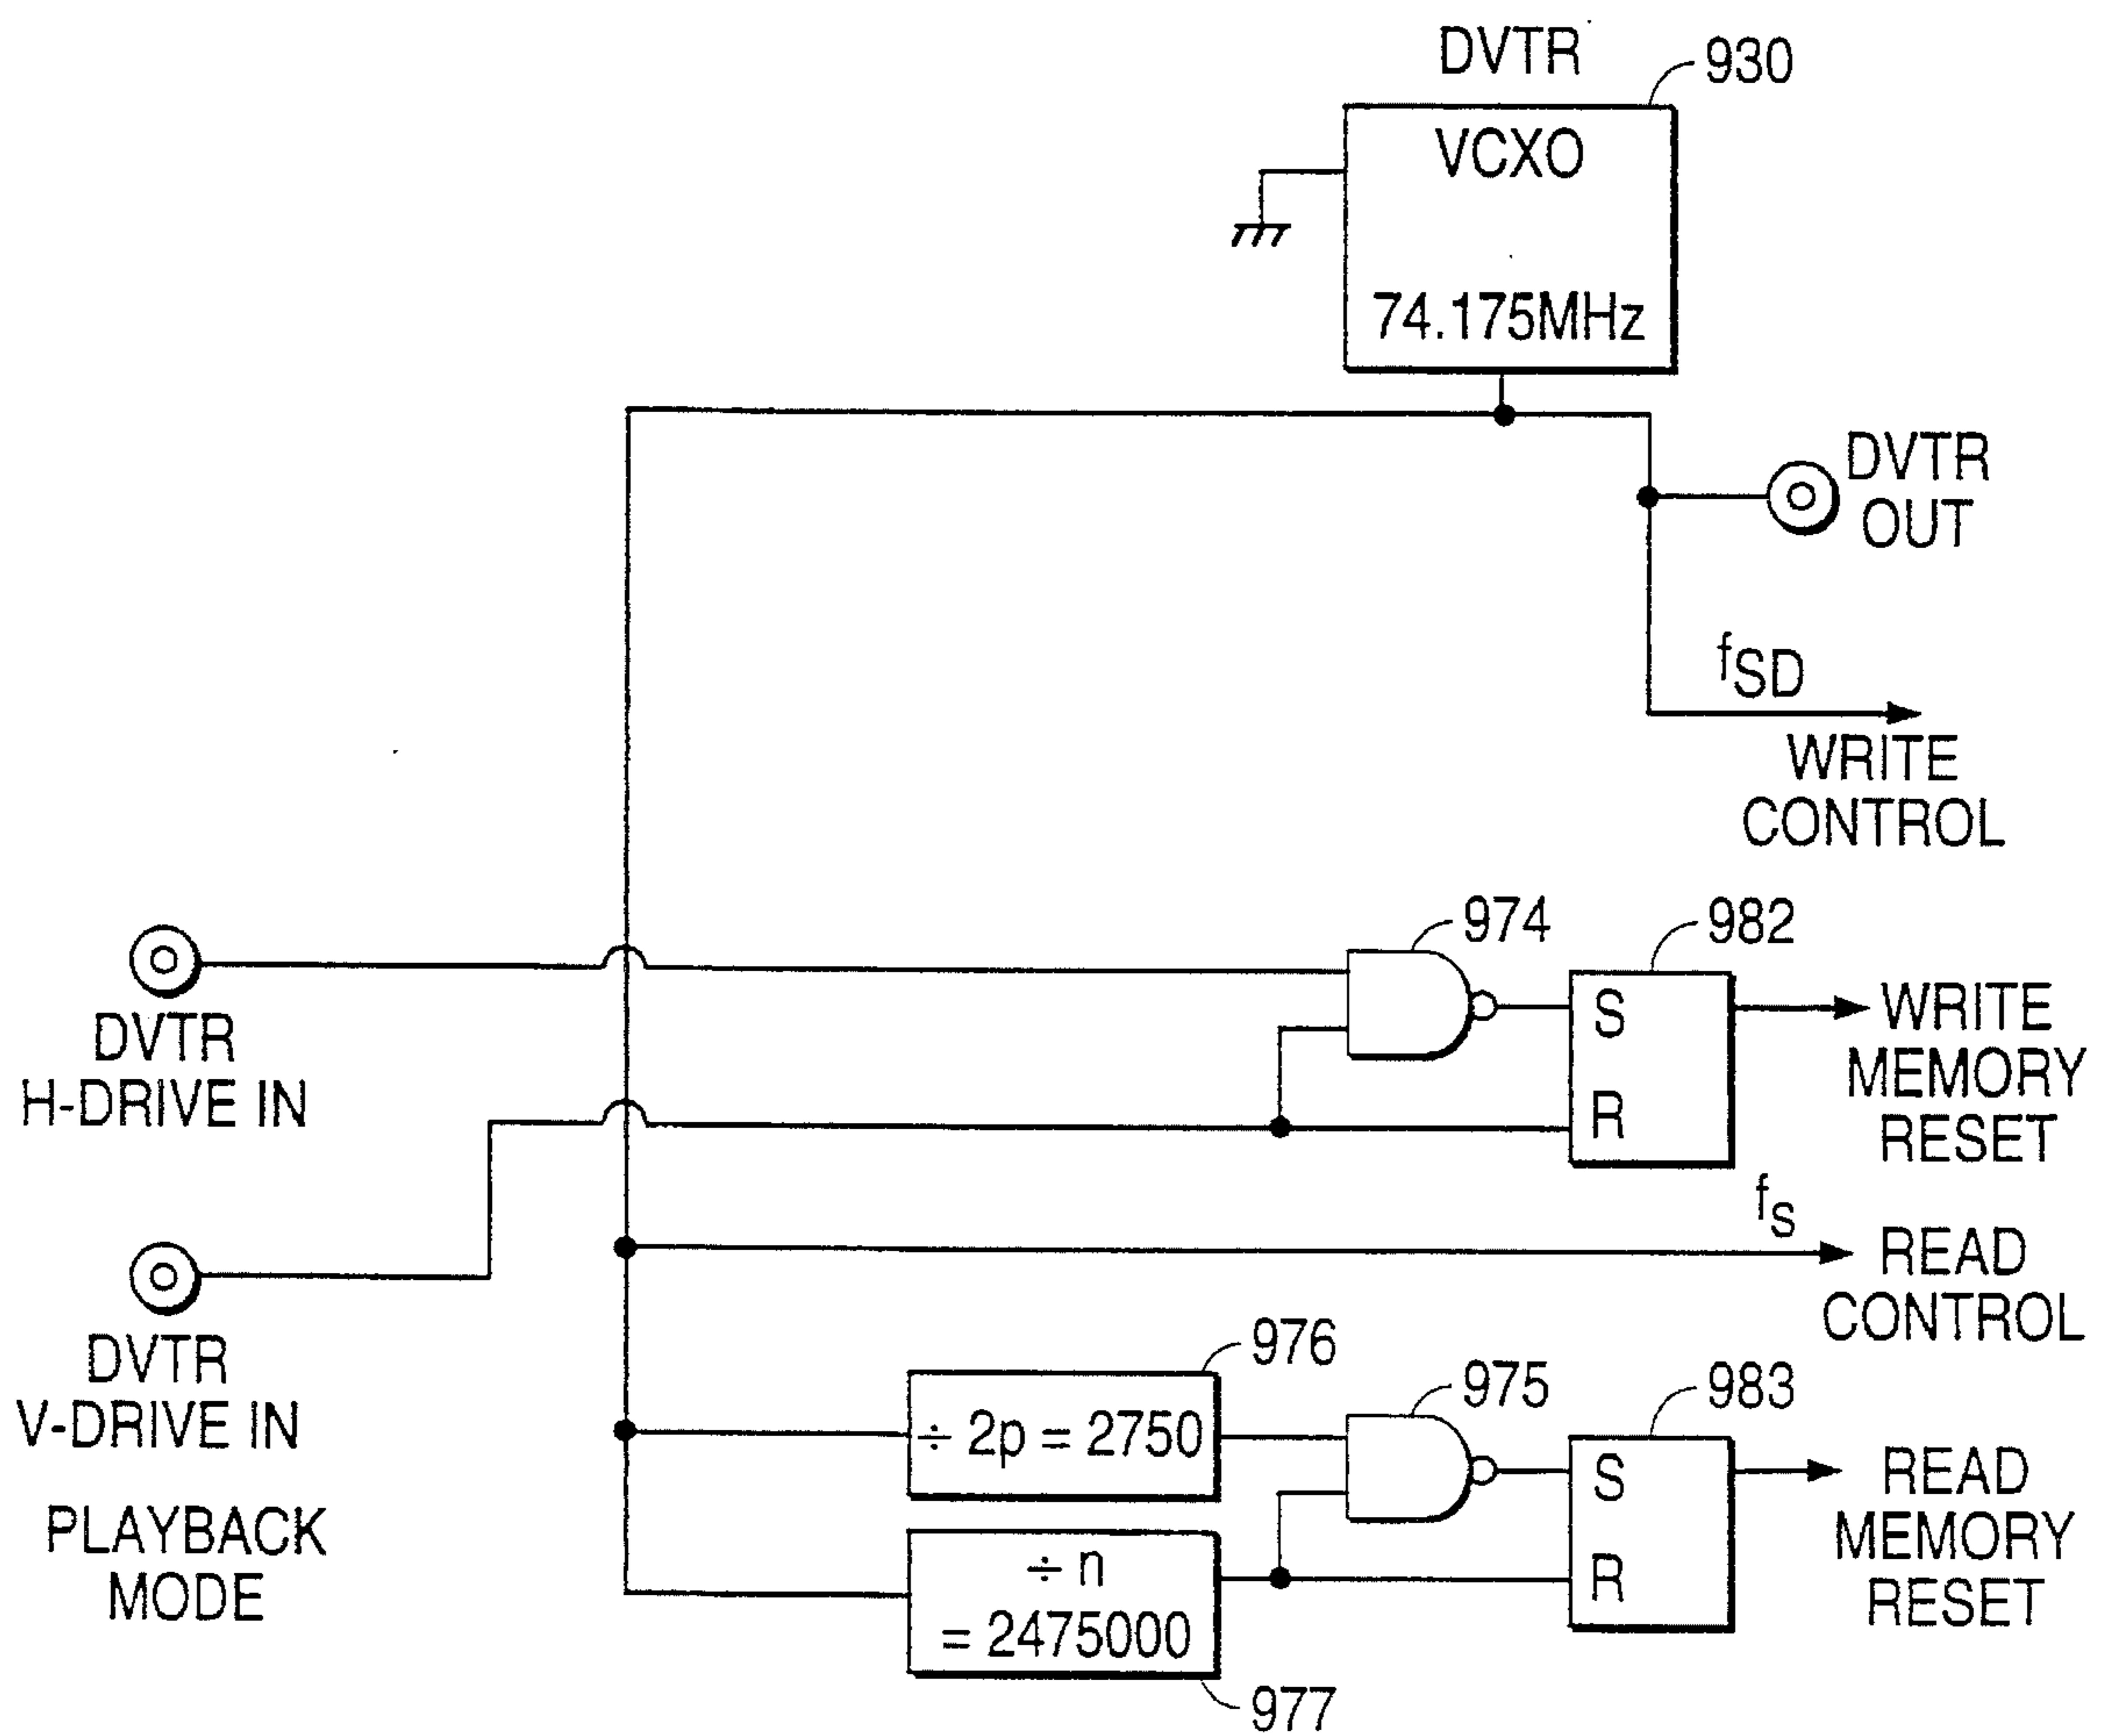 DVTR
930
VCXO
74.175MHz
DVTR
OUT
fSD
WRITE
CONTROL
974
982
DVTR
H-DRIVE IN
S
R
WRITE
MEMORY
RESET
fS
READ
CONTROL
DVTR
V-DRIVE IN
976
÷ 2p = 2750
975
983
S
R
READ
MEMORY
RESET
PLAYBACK
MODE
÷ n
= 2475000
977